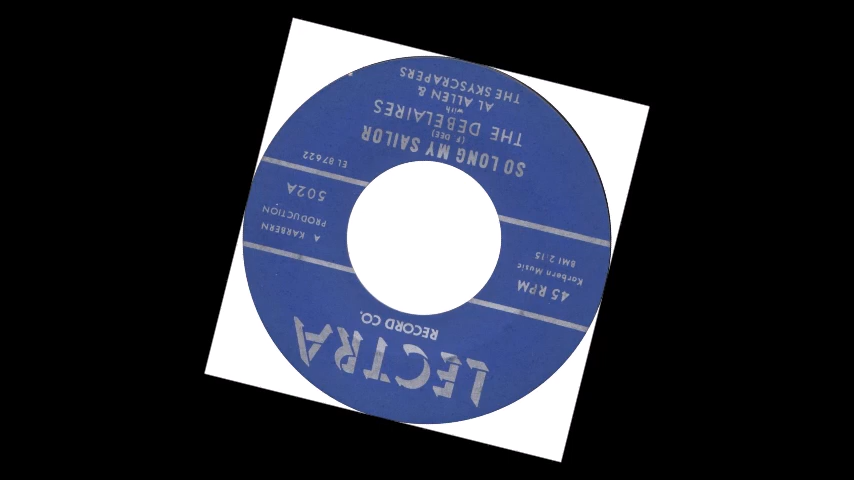 LECTRA
RECORD CO.
45 RPM
Karbern Music
BMI 2:15
A KARBERN
PRODUCTION
502A
EL 87622
SO LONG MY SAILOR
(F DEE)
THE DEBELAIRES
with
AL ALLEN &
THE SKYSCRAPERS